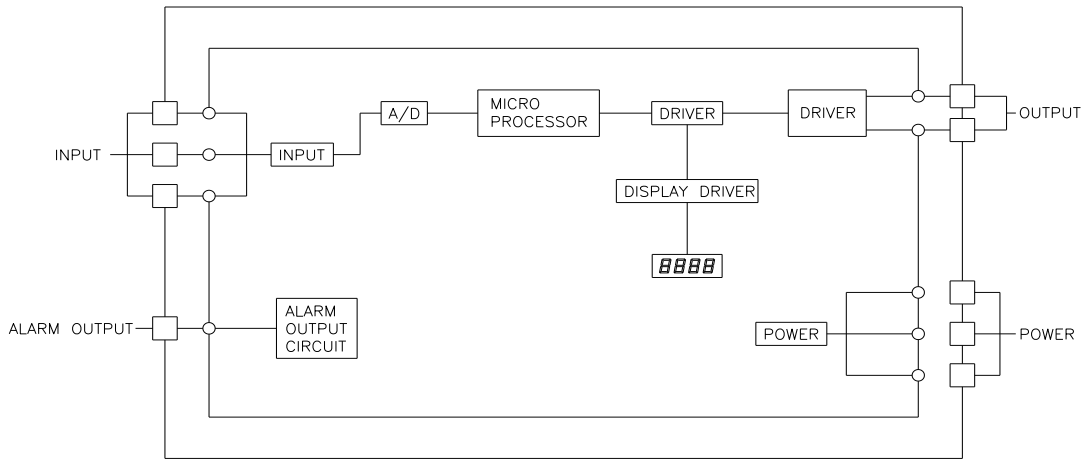 INPUT
INPUT
A/D
MICRO
PROCESSOR
DRIVER
DRIVER
OUTPUT
DISPLAY DRIVER
8888
ALARM OUTPUT
ALARM
OUTPUT
CIRCUIT
POWER
POWER